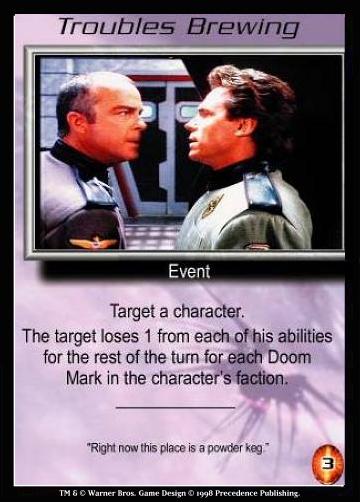 Troubles Brewing
Event
Target a character.
The target loses 1 from each of his abilities
for the rest of the turn for each Doom
Mark in the character's faction.
"Right now this place is a powder keg."
3
TM & © Warner Bros. Game Design © 1998 Precedence Publishing.